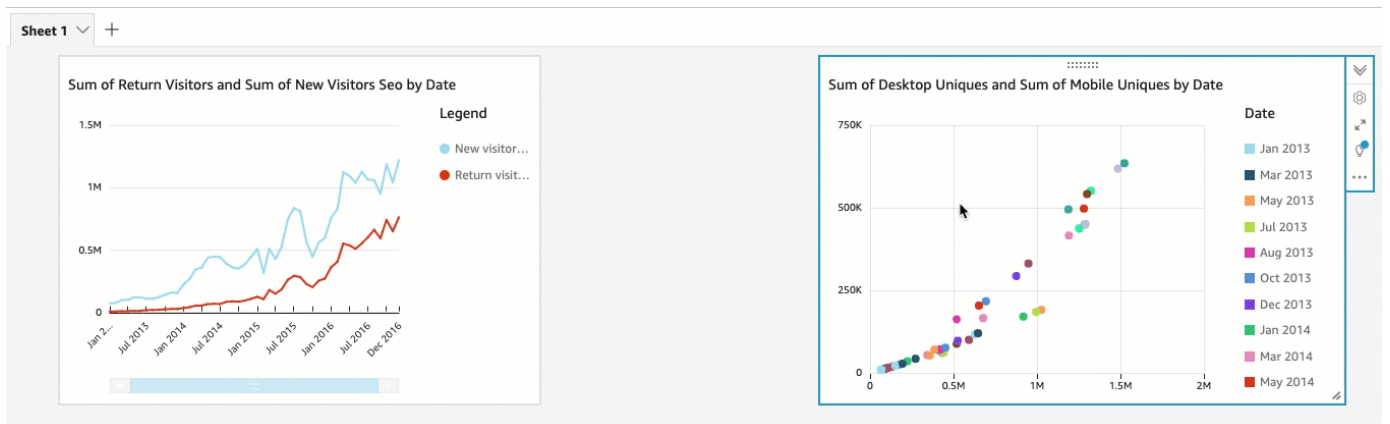 Sheet 1
Sum of Return Visitors and Sum of New Visitors Seo by Date
Legend
New visitor...
Return visit...
1.5M
1M
0.5M
0
Jan 2...
Jul 2013
Jan 2014
Jul 2014
Jan 2015
Jul 2015
Jan 2016
Jul 2016
Dec 2016
Sum of Desktop Uniques and Sum of Mobile Uniques by Date
750K
500K
250K
0
0
0.5M
1M
1.5M
2M
Date
Jan 2013
Mar 2013
May 2013
Jul 2013
Aug 2013
Oct 2013
Dec 2013
Jan 2014
Mar 2014
May 2014